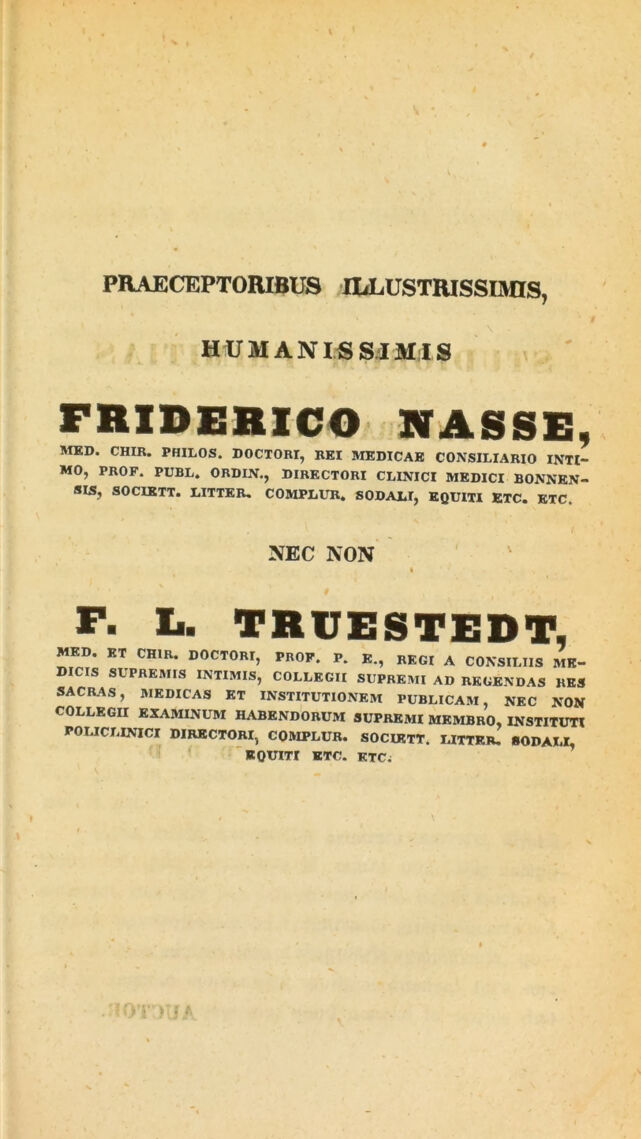 PRAECEPTORIBUS ILLUSTRISSIMIS,
HUMANISSIMIS
FRIDERICO NASSE,
MED. CHIR. PHILOS. DOCTORI, REI MEDICAE CONSILIARIO INTI-
MO, PROF. PUBL. ORDIN., DIRECTORI CLINICI MEDICI BONNEN-
SIS, SOCIETT. LITTER. COMPLUR. SODALI, EQUITI ETC. ETC.
NEC NON
F. L. TRUESTEDT,
MED. ET CHIR. DOCTORI, PROF. P. E., REGI A CONSILIIS ME-
DICIS SUPREMIS INTIMIS, COLLEGII SUPREMI AD REGENDAS RES
SACRAS, MEDICAS ET INSTITUTIONEM PUBLICAM, NEC NON
COLLEGII EXAMINUM HABENDORUM SUPREMI MEMBRO, INSTITUTI
POLICLINICI DIRECTORI, COMPLUR. SOCIETT. LITTER. SODALI,
EQUITI ETC. ETC.